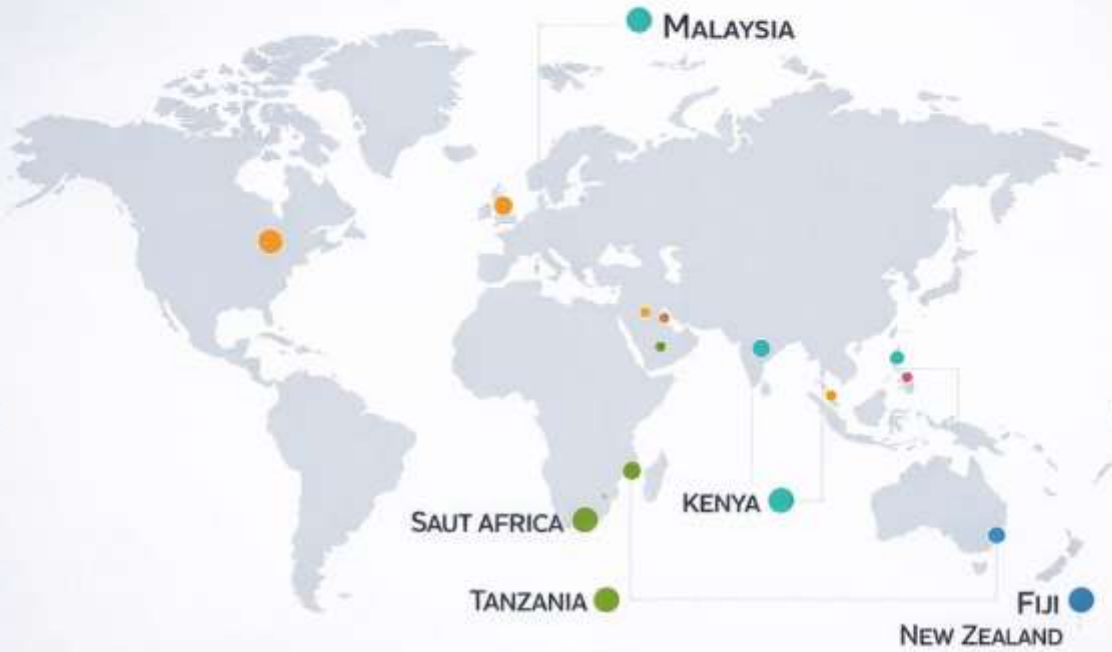 MALAYSIA
KENYA
SAUT AFRICA
TANZANIA
FIJI
NEW ZEALAND